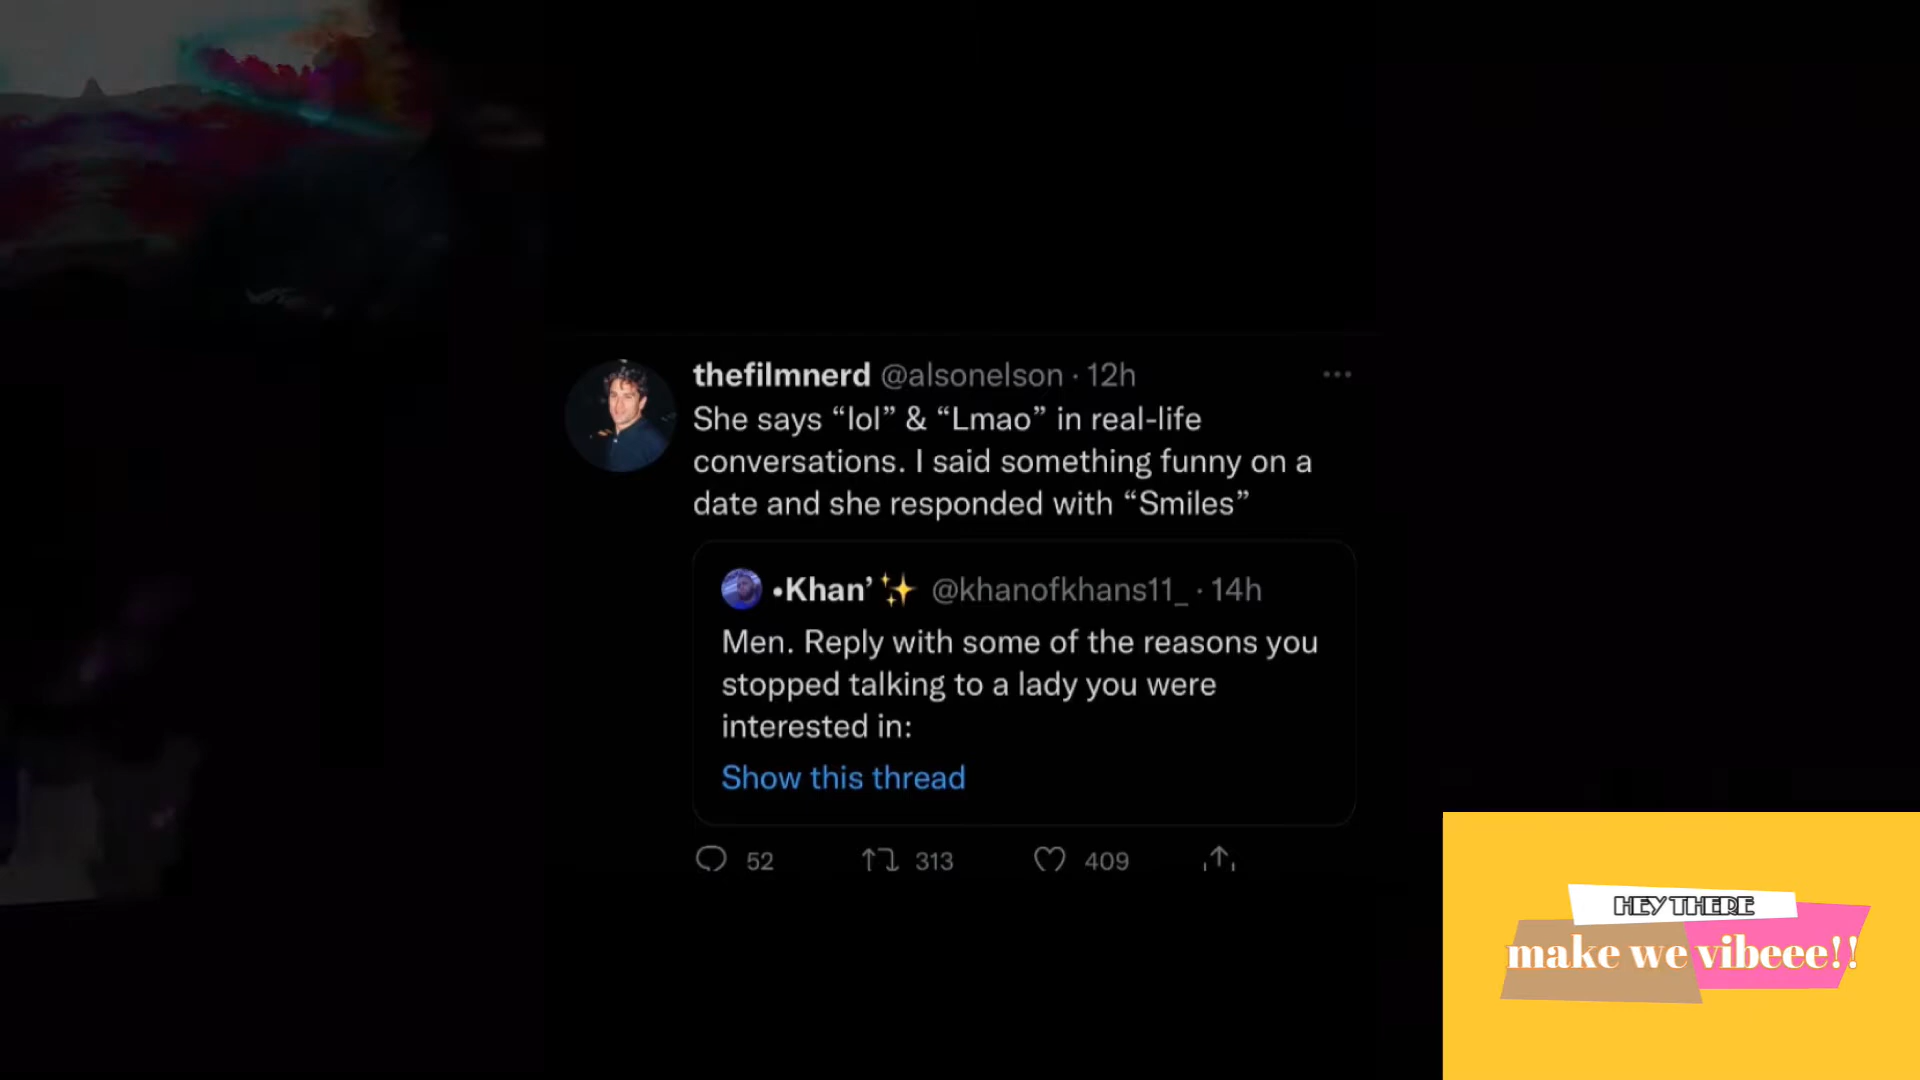 thefilmnerd @alsonelson · 12h
She says “lol” & “Lmao” in real-life
conversations. I said something funny on a
date and she responded with “Smiles”
•Khan’✨ @khanofkhans11_ · 14h
Men. Reply with some of the reasons you
stopped talking to a lady you were
interested in:
Show this thread
52 313 409
HEY THERE
make we vibeee!!